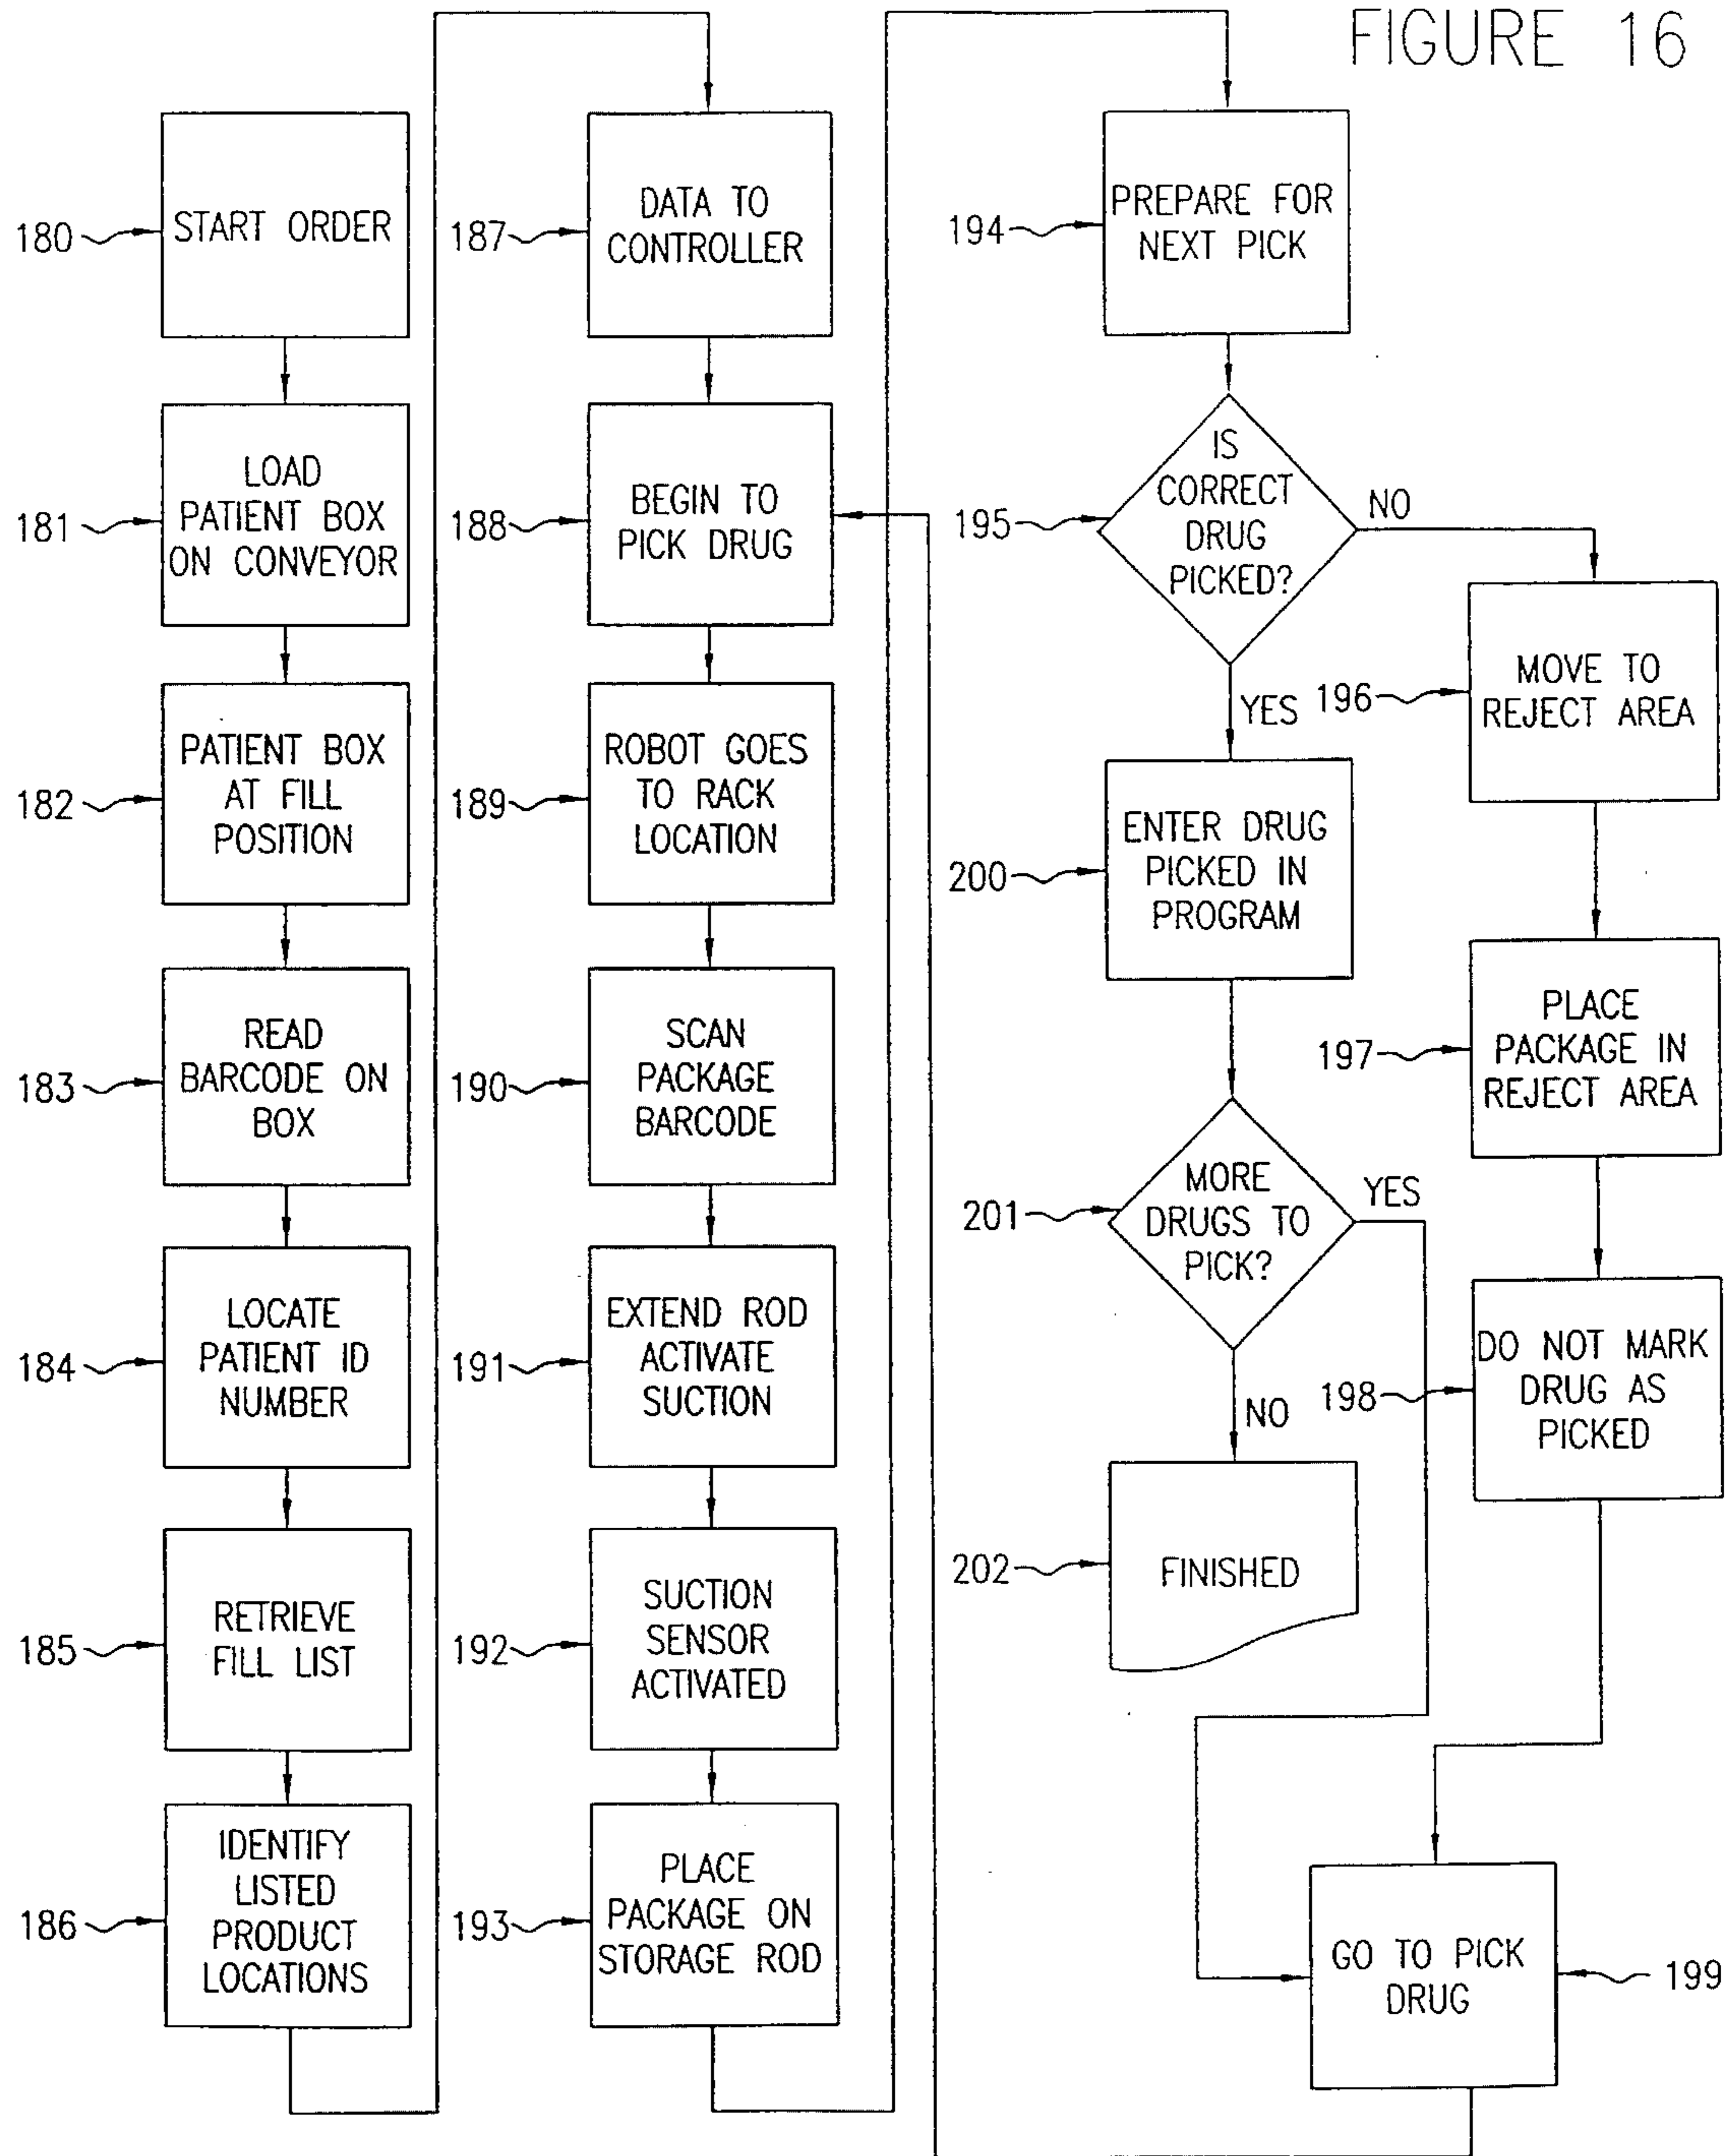 FIGURE 16
180
START ORDER
181
LOAD
PATIENT BOX
ON CONVEYOR
182
PATIENT BOX
AT FILL
POSITION
183
READ
BARCODE ON
BOX
184
LOCATE
PATIENT ID
NUMBER
185
RETRIEVE
FILL LIST
186
IDENTIFY
LISTED
PRODUCT
LOCATIONS
187
DATA TO
CONTROLLER
188
BEGIN TO
PICK DRUG
189
ROBOT GOES
TO RACK
LOCATION
190
SCAN
PACKAGE
BARCODE
191
EXTEND ROD
ACTIVATE
SUCTION
192
SUCTION
SENSOR
ACTIVATED
193
PLACE
PACKAGE ON
STORAGE ROD
194
PREPARE FOR
NEXT PICK
195
IS
CORRECT
DRUG
PICKED?
NO
YES
196
MOVE TO
REJECT AREA
197
PLACE
PACKAGE IN
REJECT AREA
198
DO NOT MARK
DRUG AS
PICKED
200
ENTER DRUG
PICKED IN
PROGRAM
201
MORE
DRUGS TO
PICK?
YES
NO
202
FINISHED
GO TO PICK
DRUG
199